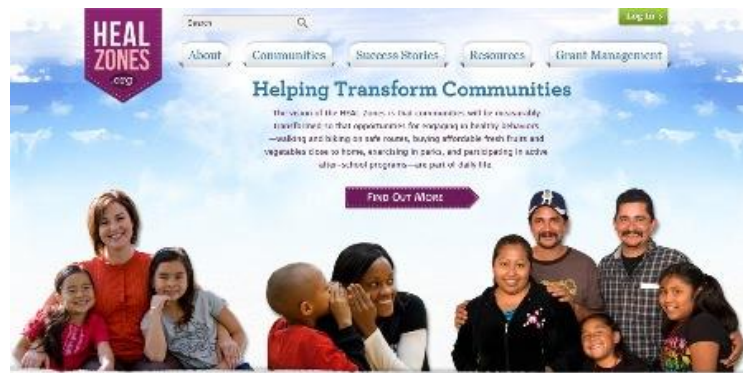 HEAL
ZONES
.org
Search
Log In ›
About
Communities
Success Stories
Resources
Grant Management
Helping Transform Communities
The vision of the HEAL Zones is that communities will be measurably
transformed so that opportunities for engaging in healthy behaviors
—walking and biking on safe routes, buying affordable fresh fruits and
vegetables close to home, exercising in parks, and participating in active
after-school programs—are part of daily life.
FIND OUT MORE